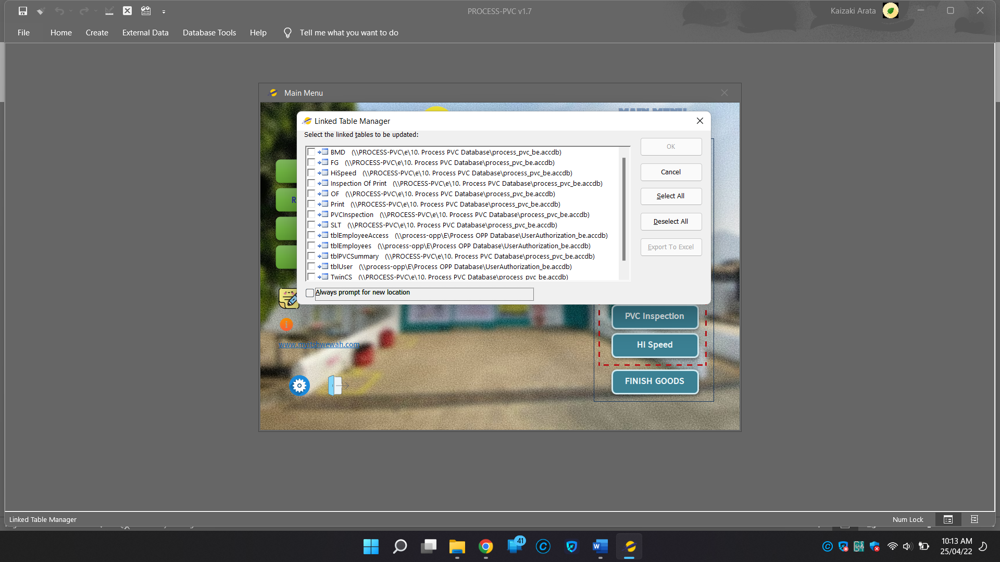 PROCESS-PVC v1.7
Kaizaki Arata
File Home Create External Data Database Tools Help Tell me what you want to do
Main Menu
MAIN MENU
Linked Table Manager
Select the linked tables to be updated:
BMD (\\PROCESS-PVC\e\10. Process PVC Database\process_pvc_be.accdb)
FG (\\PROCESS-PVC\e\10. Process PVC Database\process_pvc_be.accdb)
HiSpeed (\\PROCESS-PVC\e\10. Process PVC Database\process_pvc_be.accdb)
Inspection Of Print (\\PROCESS-PVC\e\10. Process PVC Database\process_pvc_be.accdb)
OF (\\PROCESS-PVC\e\10. Process PVC Database\process_pvc_be.accdb)
Print (\\PROCESS-PVC\e\10. Process PVC Database\process_pvc_be.accdb)
PVCInspection (\\PROCESS-PVC\e\10. Process PVC Database\process_pvc_be.accdb)
SLT (\\PROCESS-PVC\e\10. Process PVC Database\process_pvc_be.accdb)
tblEmployeeAccess (\\process-opp\E\Process OPP Database\UserAuthorization_be.accdb)
tblEmployees (\\process-opp\E\Process OPP Database\UserAuthorization_be.accdb)
tblPVCSummary (\\PROCESS-PVC\e\10. Process PVC Database\process_pvc_be.accdb)
tblUser (\\process-opp\E\Process OPP Database\UserAuthorization_be.accdb)
TwinCS (\\PROCESS-PVC\e\10. Process PVC Database\process_pvc_be.accdb)
Always prompt for new location
OK
Cancel
Select All
Deselect All
Export To Excel
R
PVC Inspection
HI Speed
FINISH GOODS
www.myitshwewah.com
Linked Table Manager
Num Lock
41
10:13 AM
25/04/22